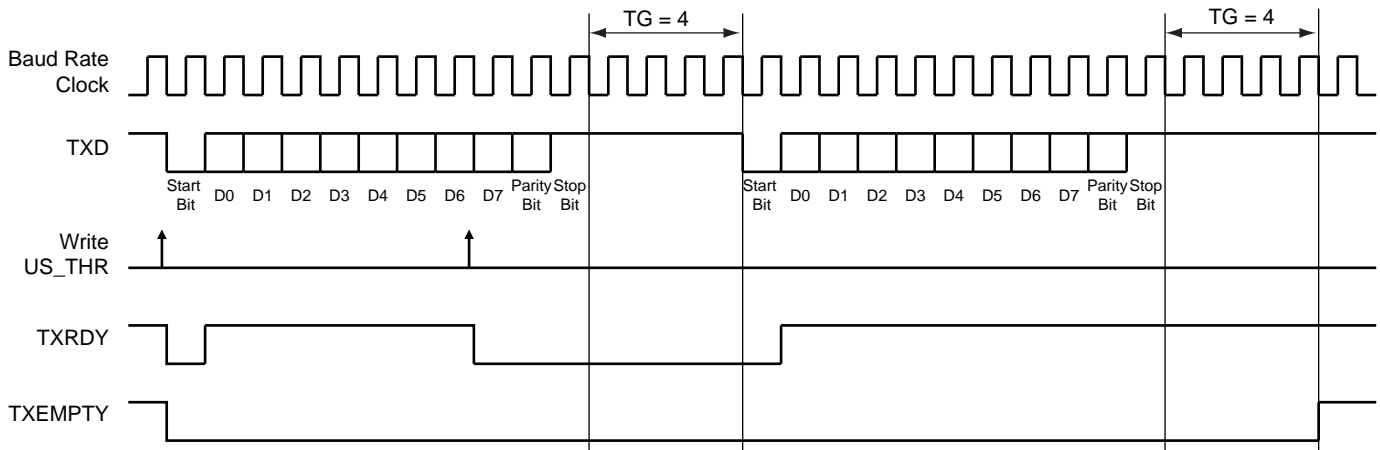 TG = 4
TG = 4
Baud Rate
Clock
TXD
Start
Bit
D0
D1
D2
D3
D4
D5
D6
D7
Parity
Bit
Stop
Bit
Start
Bit
D0
D1
D2
D3
D4
D5
D6
D7
Parity
Bit
Stop
Bit
Write
US_THR
TXRDY
TXEMPTY